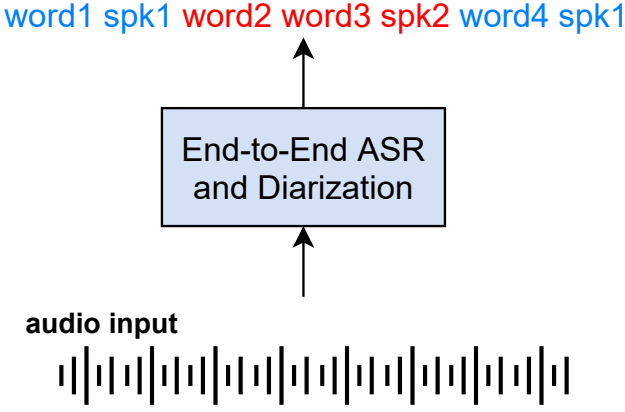 word1 spk1 word2 word3 spk2 word4 spk1
End-to-End ASR
and Diarization
audio input